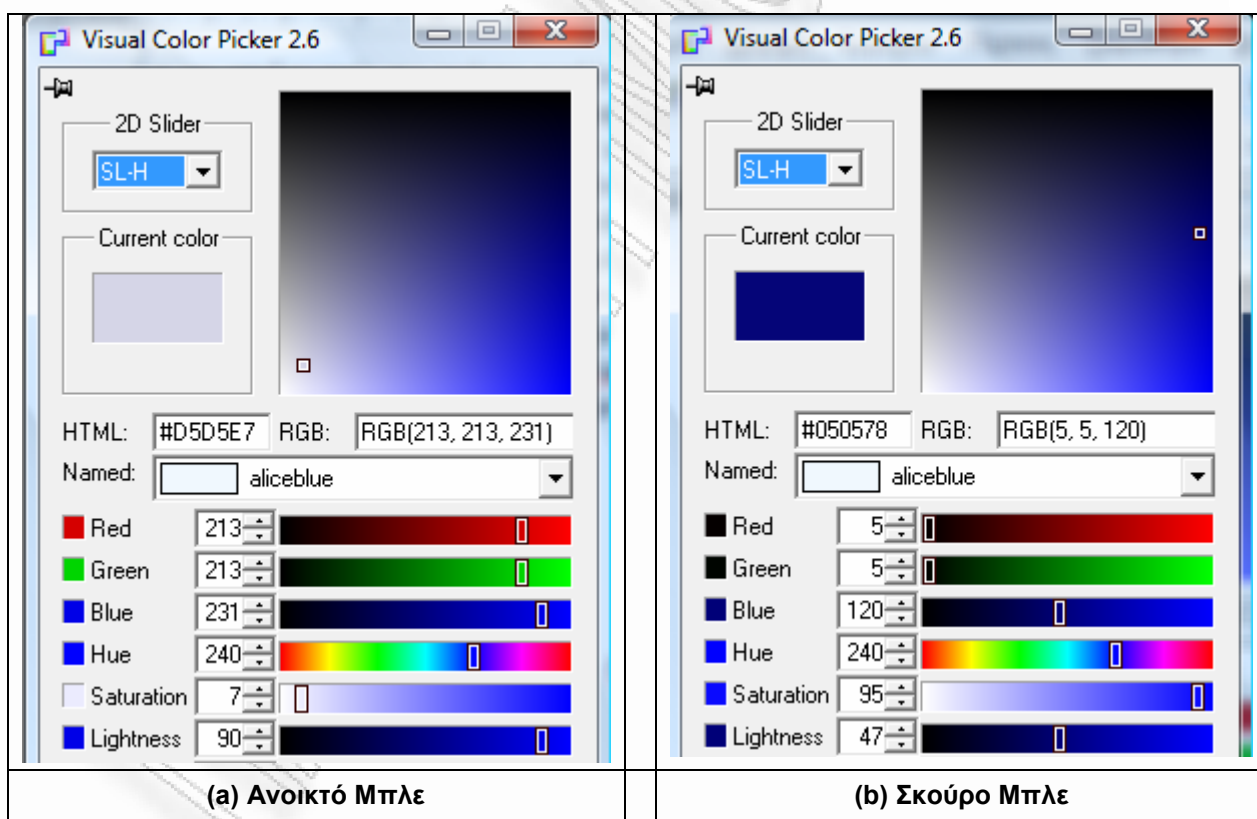 Visual Color Picker 2.6
2D Slider
SL-H
Current color
HTML: #D5D5E7 RGB: RGB(213, 213, 231)
Named: aliceblue
Red 213
Green 213
Blue 231
Hue 240
Saturation 7
Lightness 90
(a) Ανοικτό Μπλε
Visual Color Picker 2.6
2D Slider
SL-H
Current color
HTML: #050578 RGB: RGB(5, 5, 120)
Named: aliceblue
Red 5
Green 5
Blue 120
Hue 240
Saturation 95
Lightness 47
(b) Σκούρο Μπλε